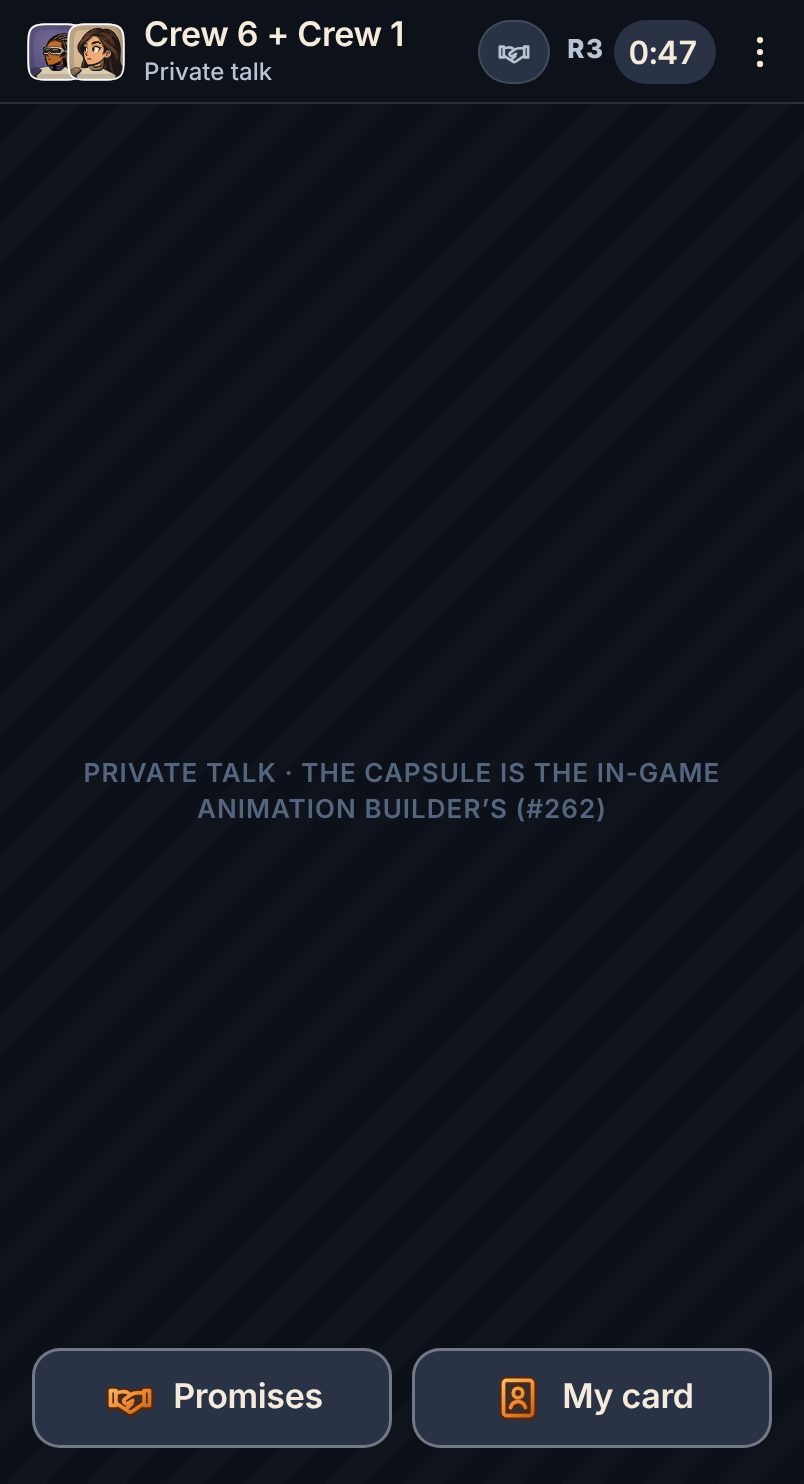 Crew 6 + Crew 1
Private talk
R3
0:47
PRIVATE TALK · THE CAPSULE IS THE IN-GAME
ANIMATION BUILDER’S (#262)
Promises
My card